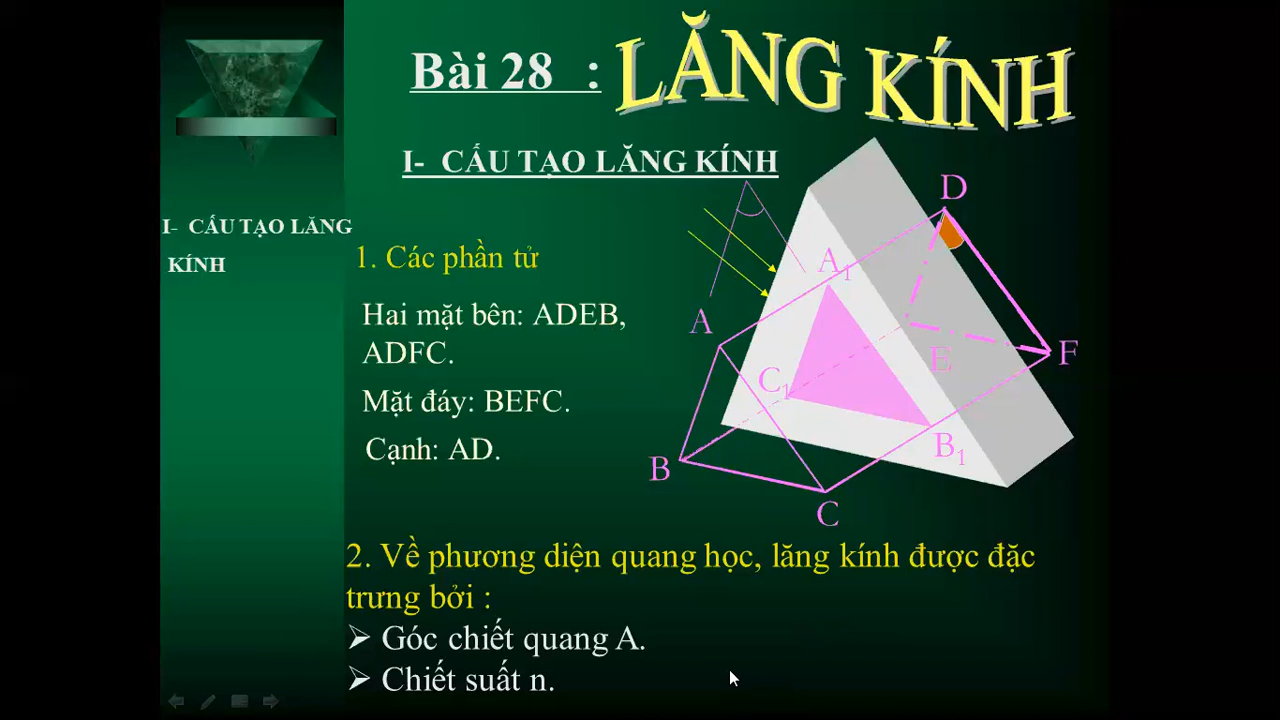 Bài 28 : LĂNG KÍNH
I- CẤU TẠO LĂNG KÍNH
I- CẤU TẠO LĂNG
KÍNH
1. Các phần tử
Hai mặt bên: ADEB,
ADFC.
Mặt đáy: BEFC.
Cạnh: AD.
D
A1
A
E
F
C1
B1
B
C
2. Về phương diện quang học, lăng kính được đặc
trưng bởi :
➢ Góc chiết quang A.
➢ Chiết suất n.